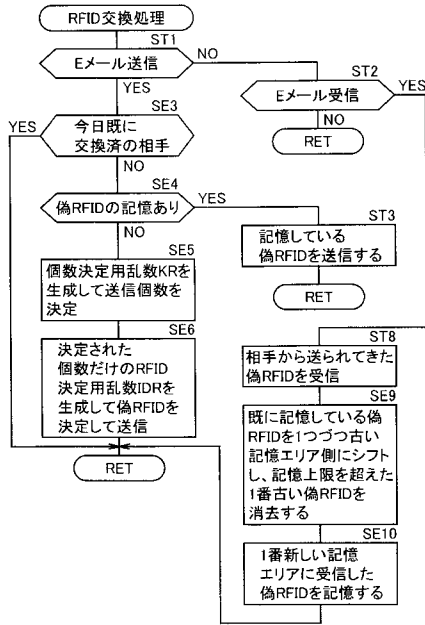 RFID交換処理
ST1
Eメール送信
NO
ST2
YES
Eメール受信
YES
NO
RET
SE3
YES
今日既に
交換済の相手
NO
SE4
偽RFIDの記憶あり
YES
NO
ST3
記憶している
偽RFIDを送信する
RET
SE5
個数決定用乱数KRを
生成して送信個数を
決定
SE6
決定された
個数だけのRFID
決定用乱数IDRを
生成して偽RFIDを
決定して送信
RET
ST8
相手から送られてきた
偽RFIDを受信
SE9
既に記憶している偽
RFIDを1つづつ古い
記憶エリア側にシフト
し、記憶上限を超えた
1番古い偽RFIDを
消去する
SE10
1番新しい記憶
エリアに受信した
偽RFIDを記憶する